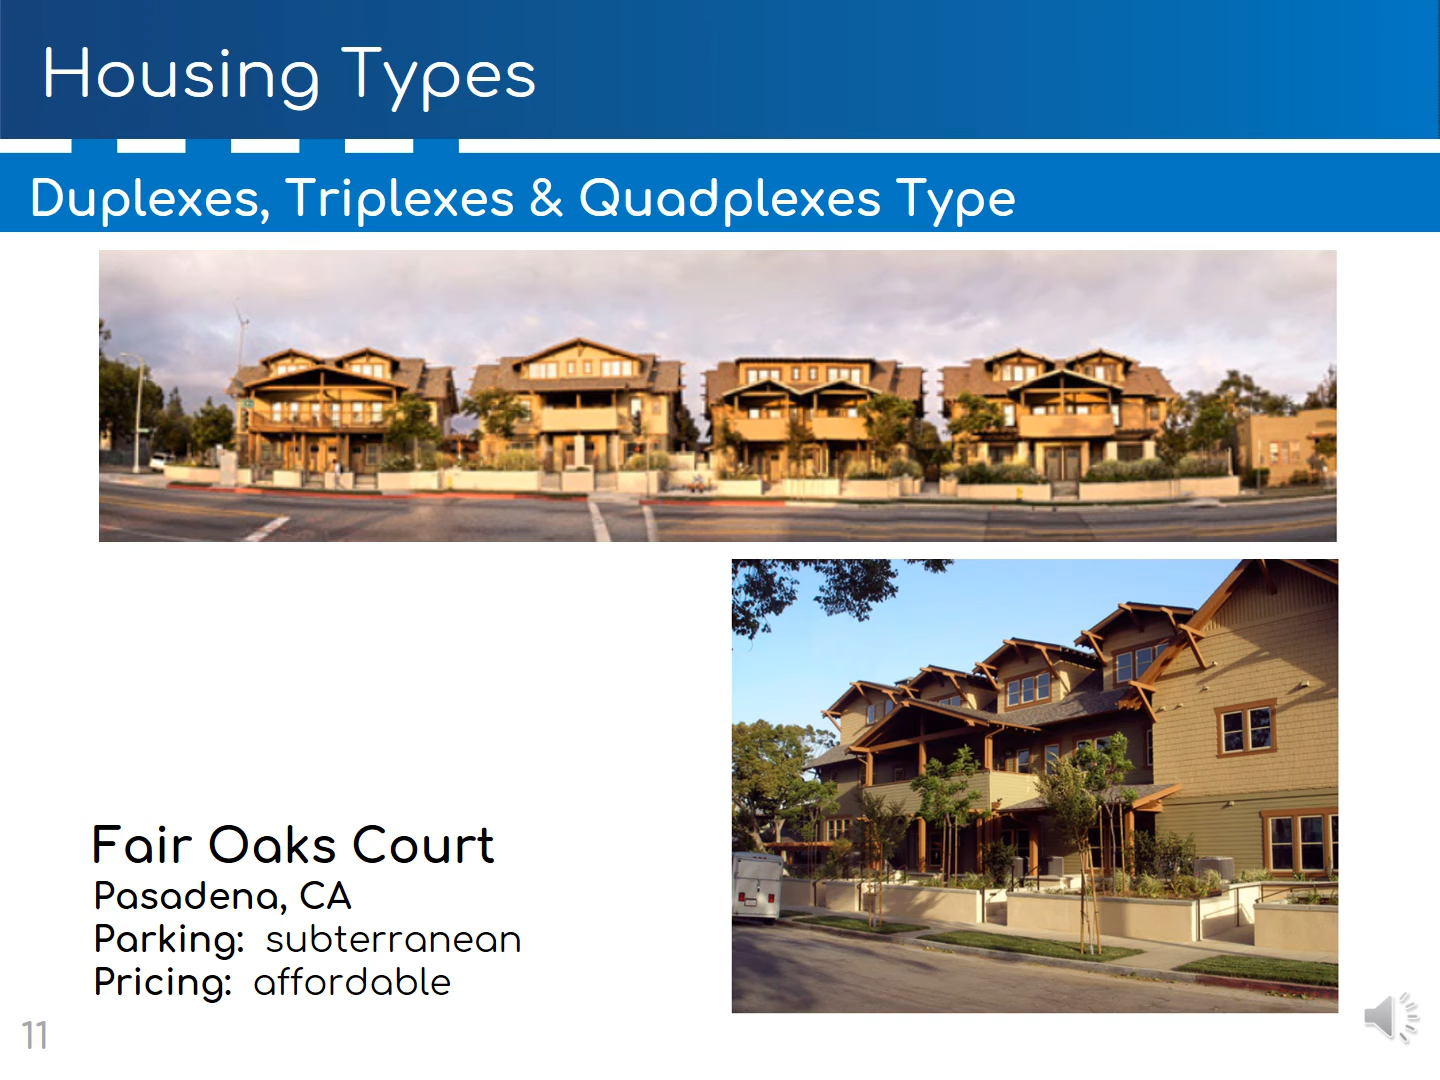 Housing Types
Duplexes, Triplexes & Quadplexes Type
Fair Oaks Court
Pasadena, CA
Parking: subterranean
Pricing: affordable
11